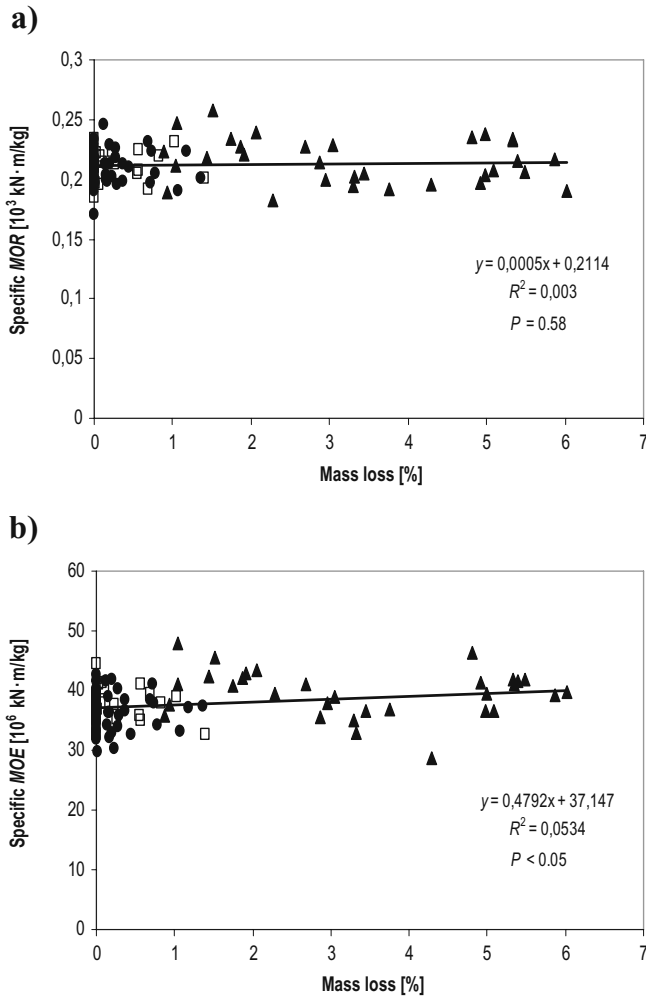 a)
0,3
0,25
0,2
0,15
0,1
0,05
0
Specific MOR [10³ kN·m/kg]
y = 0,0005x + 0,2114
R² = 0,003
P = 0.58
0 1 2 3 4 5 6 7
Mass loss [%]
b)
60
50
40
30
20
10
0
Specific MOE [10⁶ kN·m/kg]
y = 0,4792x + 37,147
R² = 0,0534
P < 0.05
0 1 2 3 4 5 6 7
Mass loss [%]